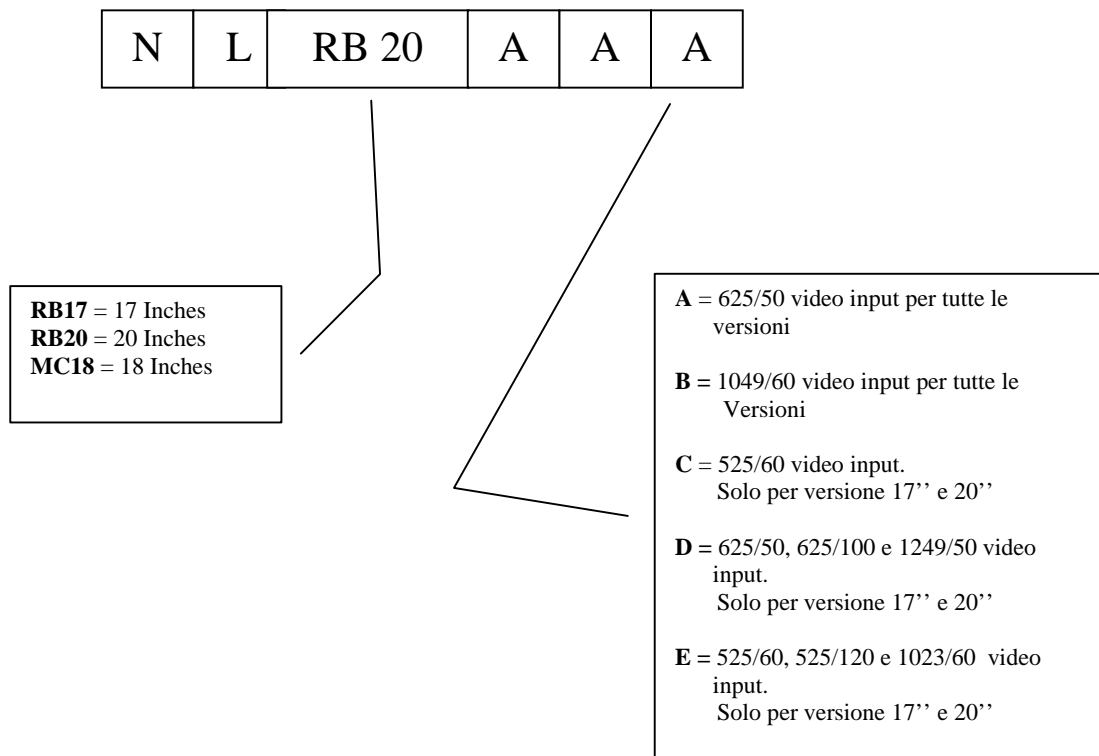 N L RB 20 A A A
RB17 = 17 Inches
RB20 = 20 Inches
MC18 = 18 Inches
A = 625/50 video input per tutte le
versioni
B = 1049/60 video input per tutte le
Versioni
C = 525/60 video input.
Solo per versione 17’’ e 20’’
D = 625/50, 625/100 e 1249/50 video
input.
Solo per versione 17’’ e 20’’
E = 525/60, 525/120 e 1023/60 video
input.
Solo per versione 17’’ e 20’’